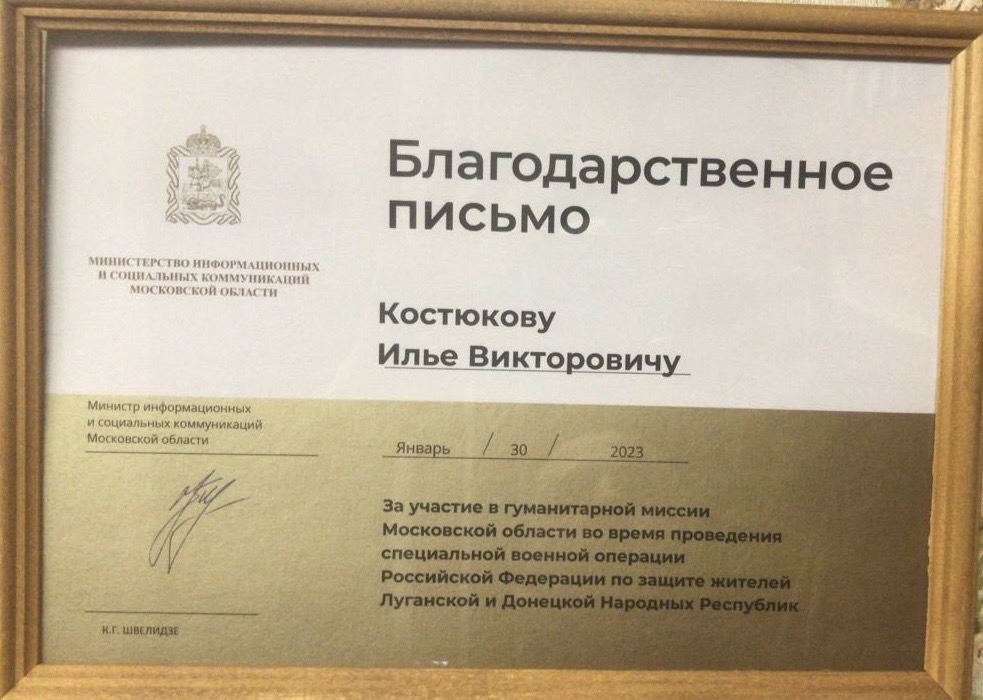 Благодарственное
письмо
МИНИСТЕРСТВО ИНФОРМАЦИОННЫХ
И СОЦИАЛЬНЫХ КОММУНИКАЦИЙ
МОСКОВСКОЙ ОБЛАСТИ
Костюкову
Илье Викторовичу
Министр информационных
и социальных коммуникаций
Московской области
Январь / 30 / 2023
За участие в гуманитарной миссии
Московской области во время проведения
специальной военной операции
Российской Федерации по защите жителей
Луганской и Донецкой Народных Республик
К.Г. ШВЕЛИДЗЕ